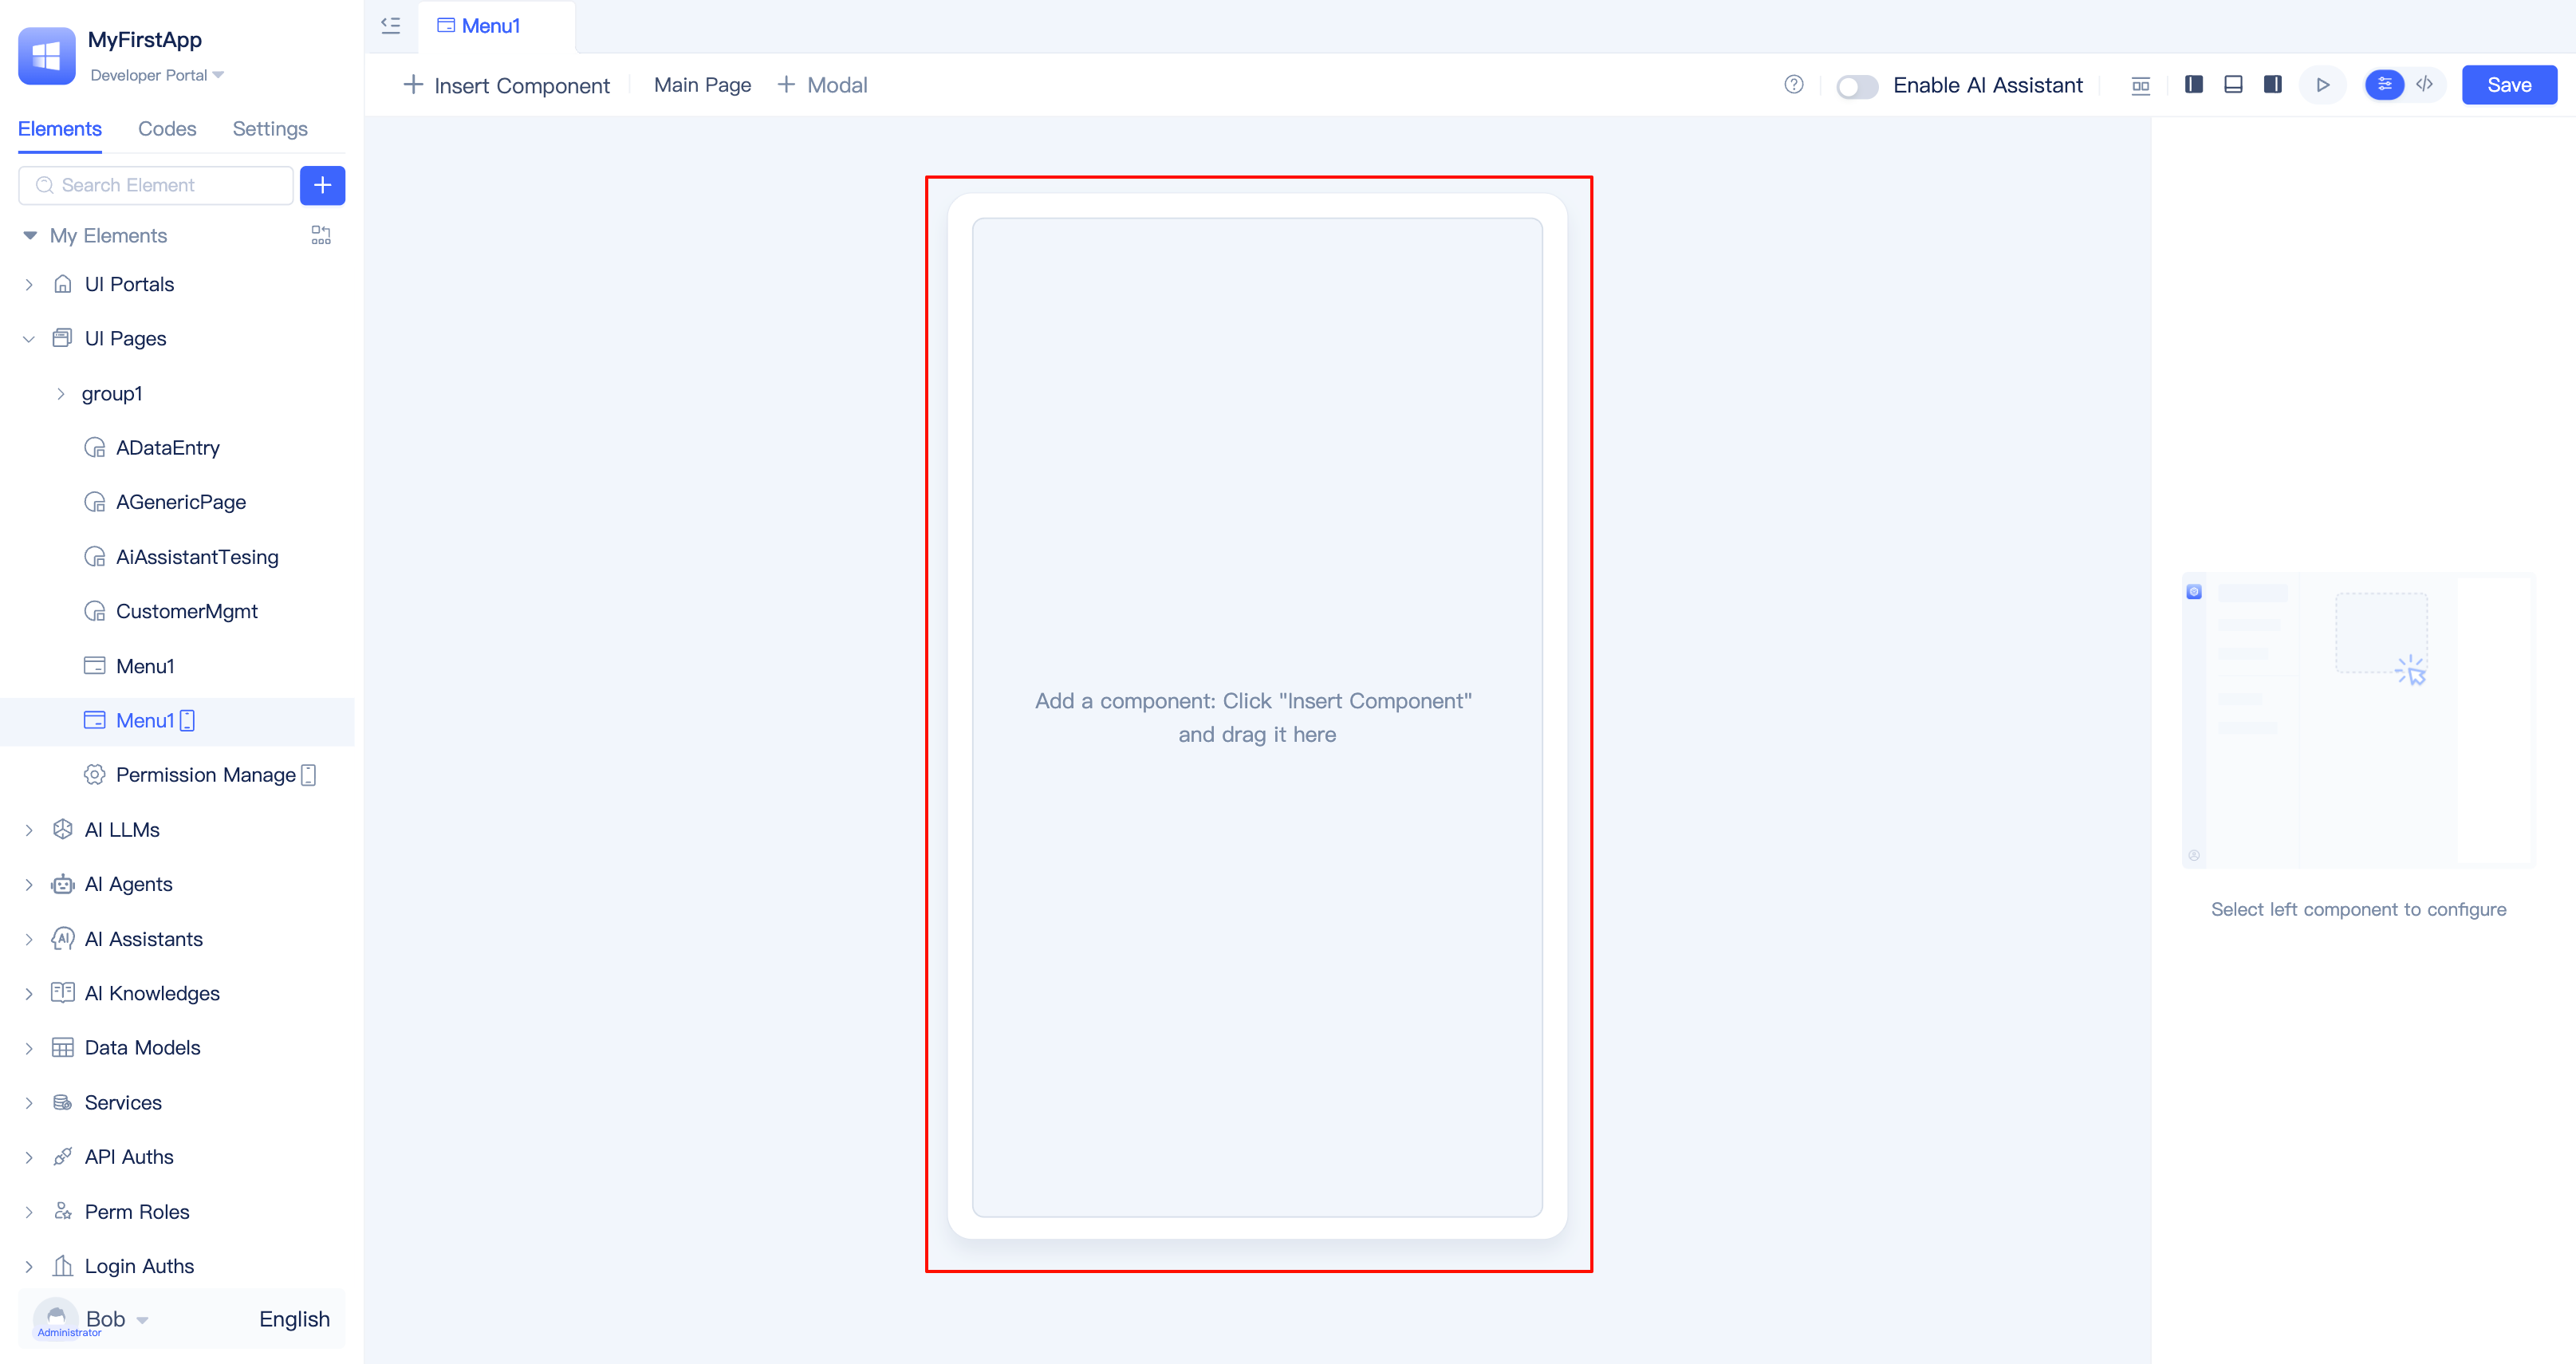 MyFirstApp
Developer Portal
Elements Codes Settings
Search Element
My Elements
UI Portals
UI Pages
group1
ADataEntry
AGenericPage
AiAssistantTesing
CustomerMgmt
Menu1
Menu1
Permission Manage
AI LLMs
AI Agents
AI Assistants
AI Knowledges
Data Models
Services
API Auths
Perm Roles
Login Auths
Bob
Administrator
English
Menu1
Insert Component Main Page Modal Enable AI Assistant Save
Add a component: Click "Insert Component"
and drag it here
Select left component to configure